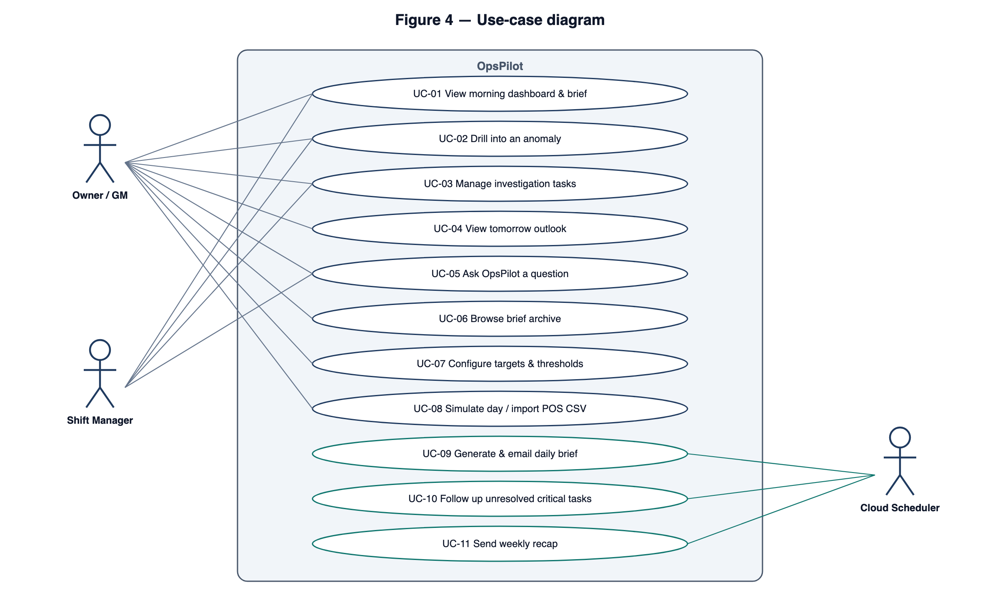 Figure 4 — Use-case diagram
OpsPilot
UC-01 View morning dashboard & brief
UC-02 Drill into an anomaly
UC-03 Manage investigation tasks
Owner / GM
UC-04 View tomorrow outlook
UC-05 Ask OpsPilot a question
UC-06 Browse brief archive
UC-07 Configure targets & thresholds
UC-08 Simulate day / import POS CSV
Shift Manager
UC-09 Generate & email daily brief
UC-10 Follow up unresolved critical tasks
Cloud Scheduler
UC-11 Send weekly recap